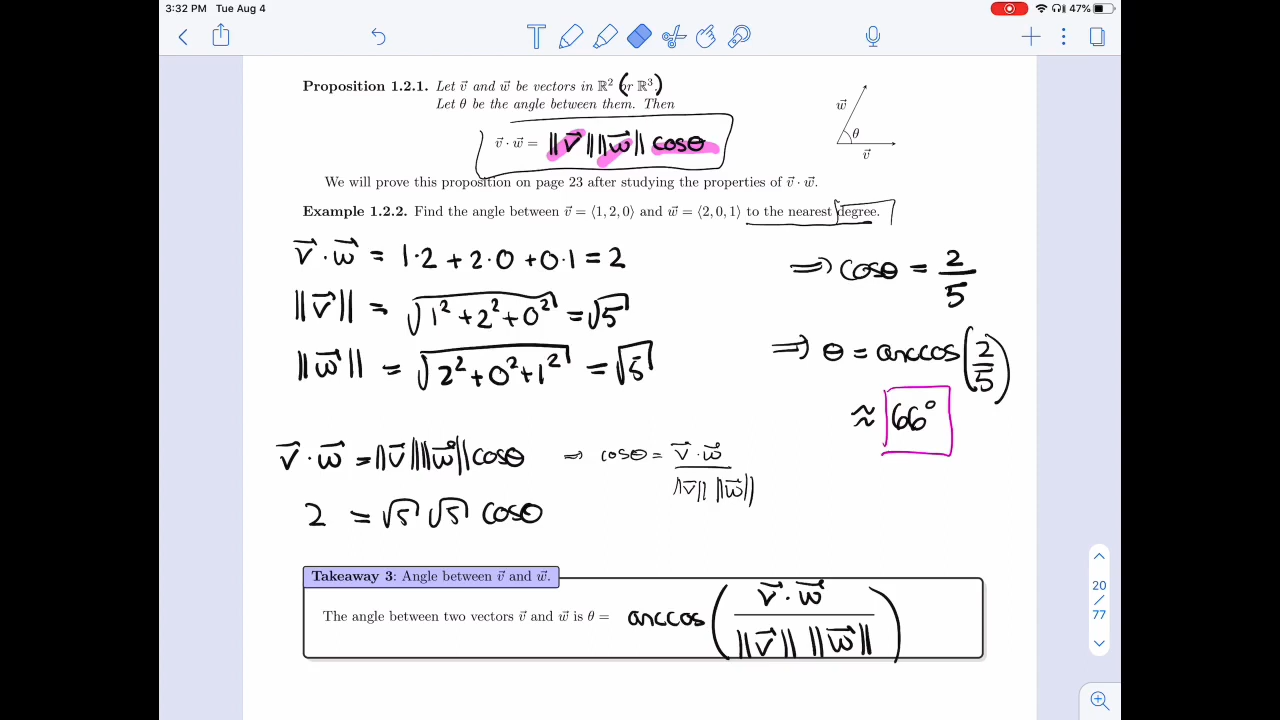 3:32 PM Tue Aug 4 47%
Proposition 1.2.1. Let v⃗ and w⃗ be vectors in ℝ² (or ℝ³.)
Let θ be the angle between them. Then
v⃗ · w⃗ = ||v⃗|| ||w⃗|| cosθ
w⃗
θ
v⃗
We will prove this proposition on page 23 after studying the properties of v⃗ · w⃗.
Example 1.2.2. Find the angle between v⃗ = ⟨1, 2, 0⟩ and w⃗ = ⟨2, 0, 1⟩ to the nearest degree.
v⃗ · w⃗ = 1·2 + 2·0 + 0·1 = 2
||v⃗|| = √(1² + 2² + 0²) = √5
||w⃗|| = √(2² + 0² + 1²) = √5
⇒ cosθ = 2/5
⇒ θ = arccos(2/5)
≈ 66°
v⃗ · w⃗ = ||v⃗|| ||w⃗|| cosθ ⇒ cosθ = v⃗ · w⃗ / ||v⃗|| ||w⃗||
2 = √5 √5 cosθ
Takeaway 3: Angle between v⃗ and w⃗.
The angle between two vectors v⃗ and w⃗ is θ = arccos(v⃗ · w⃗ / ||v⃗|| ||w⃗||)
20
/
77